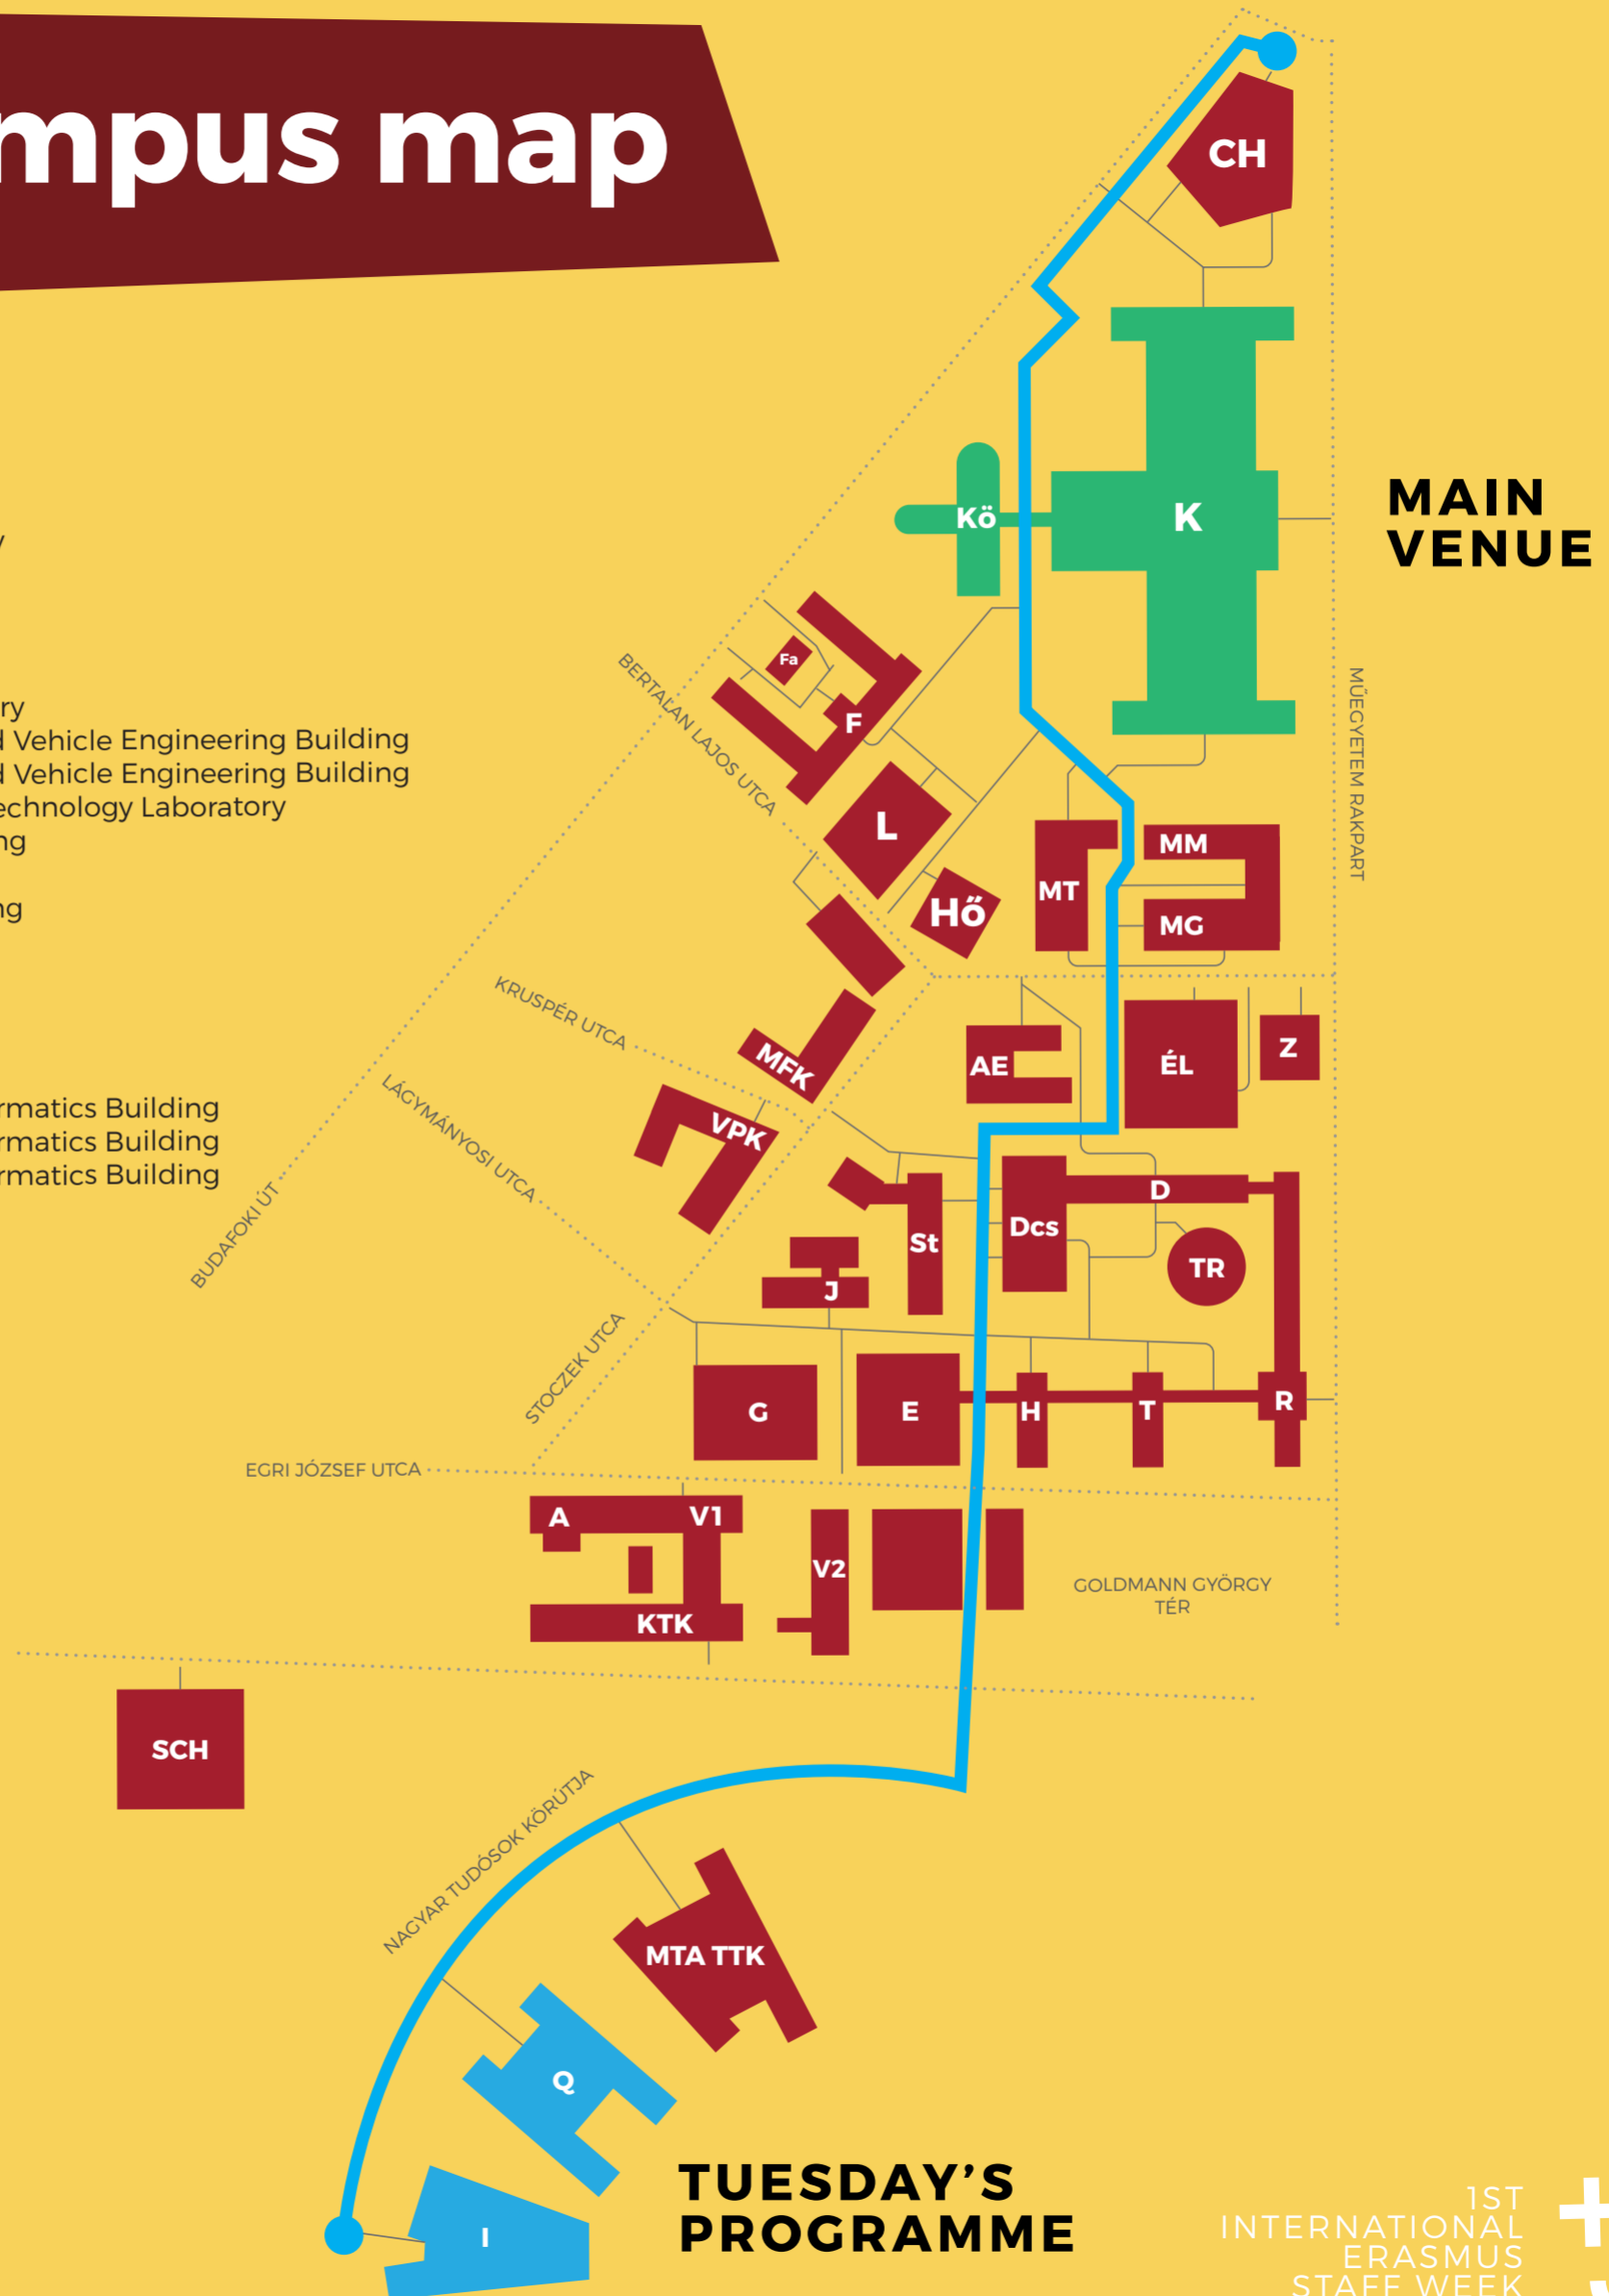 mpus map
CH
MAIN
VENUE
Kö
K
Fa
F
BERTALAN LAJOS UTCA
MŰEGYETEM RAKPART
ry
d Vehicle Engineering Building
d Vehicle Engineering Building
echnology Laboratory
ng
ng
L
Hő
MT
MM
MG
KRUSPÉR UTCA
MFK
AE
ÉL
Z
LÁGYMÁNYOSI UTCA
VPK
rmatics Building
rmatics Building
rmatics Building
BUDAFOKI ÚT
D
Dcs
St
TR
J
STOCZEK UTCA
G
E
H
T
R
EGRI JÓZSEF UTCA
A
V1
V2
KTK
GOLDMANN GYÖRGY
TÉR
SCH
NAGYAR TUDÓSOK KÖRÚTJA
MTA TTK
Q
I
TUESDAY’S
PROGRAMME
1ST
INTERNATIONAL
ERASMUS
STAFF WEEK